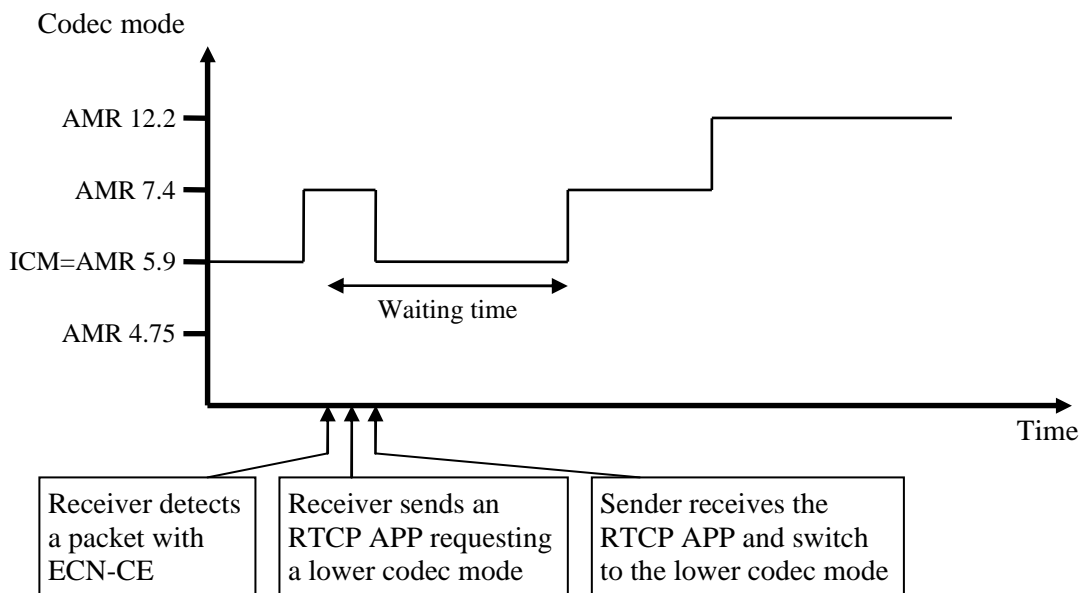 Codec mode
AMR 12.2
AMR 7.4
ICM=AMR 5.9
Waiting time
AMR 4.75
Time
Receiver detects
a packet with
ECN-CE
Receiver sends an
RTCP APP requesting
a lower codec mode
Sender receives the
RTCP APP and switch
to the lower codec mode